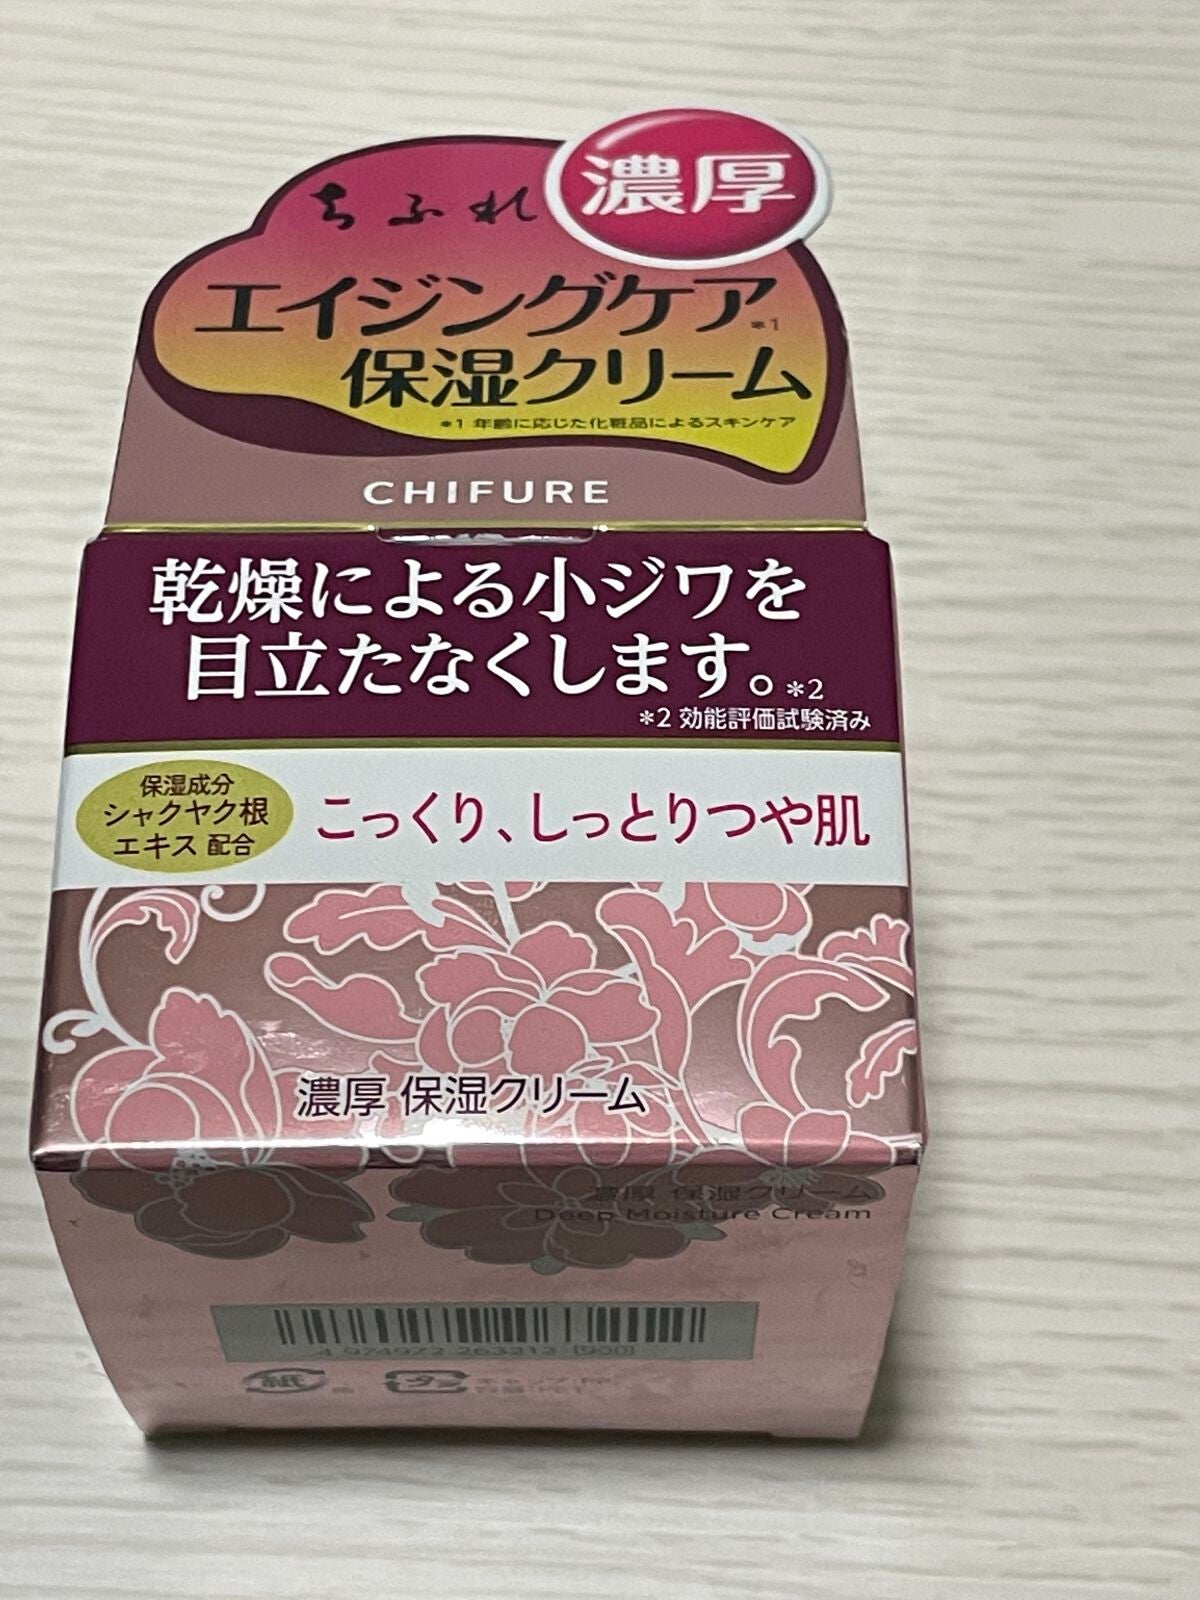 ちふれ
濃厚
エイジングケア*1
保湿クリーム
*1 年齢に応じた化粧品によるスキンケア
CHIFURE
乾燥による小ジワを
目立たなくします。*2
*2 効能評価試験済み
保湿成分
シャクヤク根
エキス 配合
こっくり、しっとりつや肌
濃厚 保湿クリーム
濃厚 保湿クリーム
Deep Moisture Cream
4 974972 263212 (900)
紙